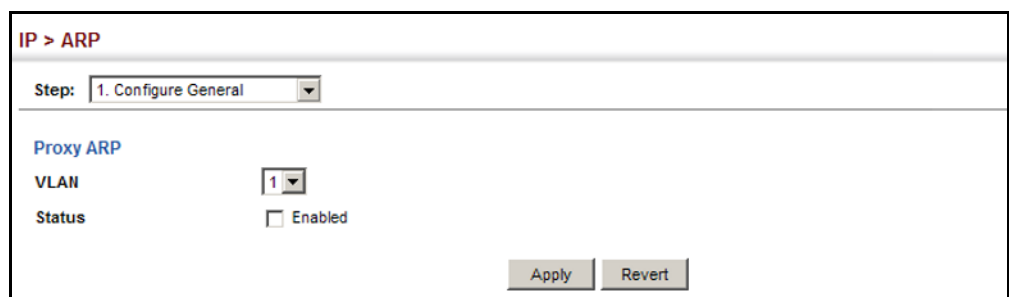 IP > ARP
Step: 1. Configure General
Proxy ARP
VLAN 1
Status Enabled
Apply Revert